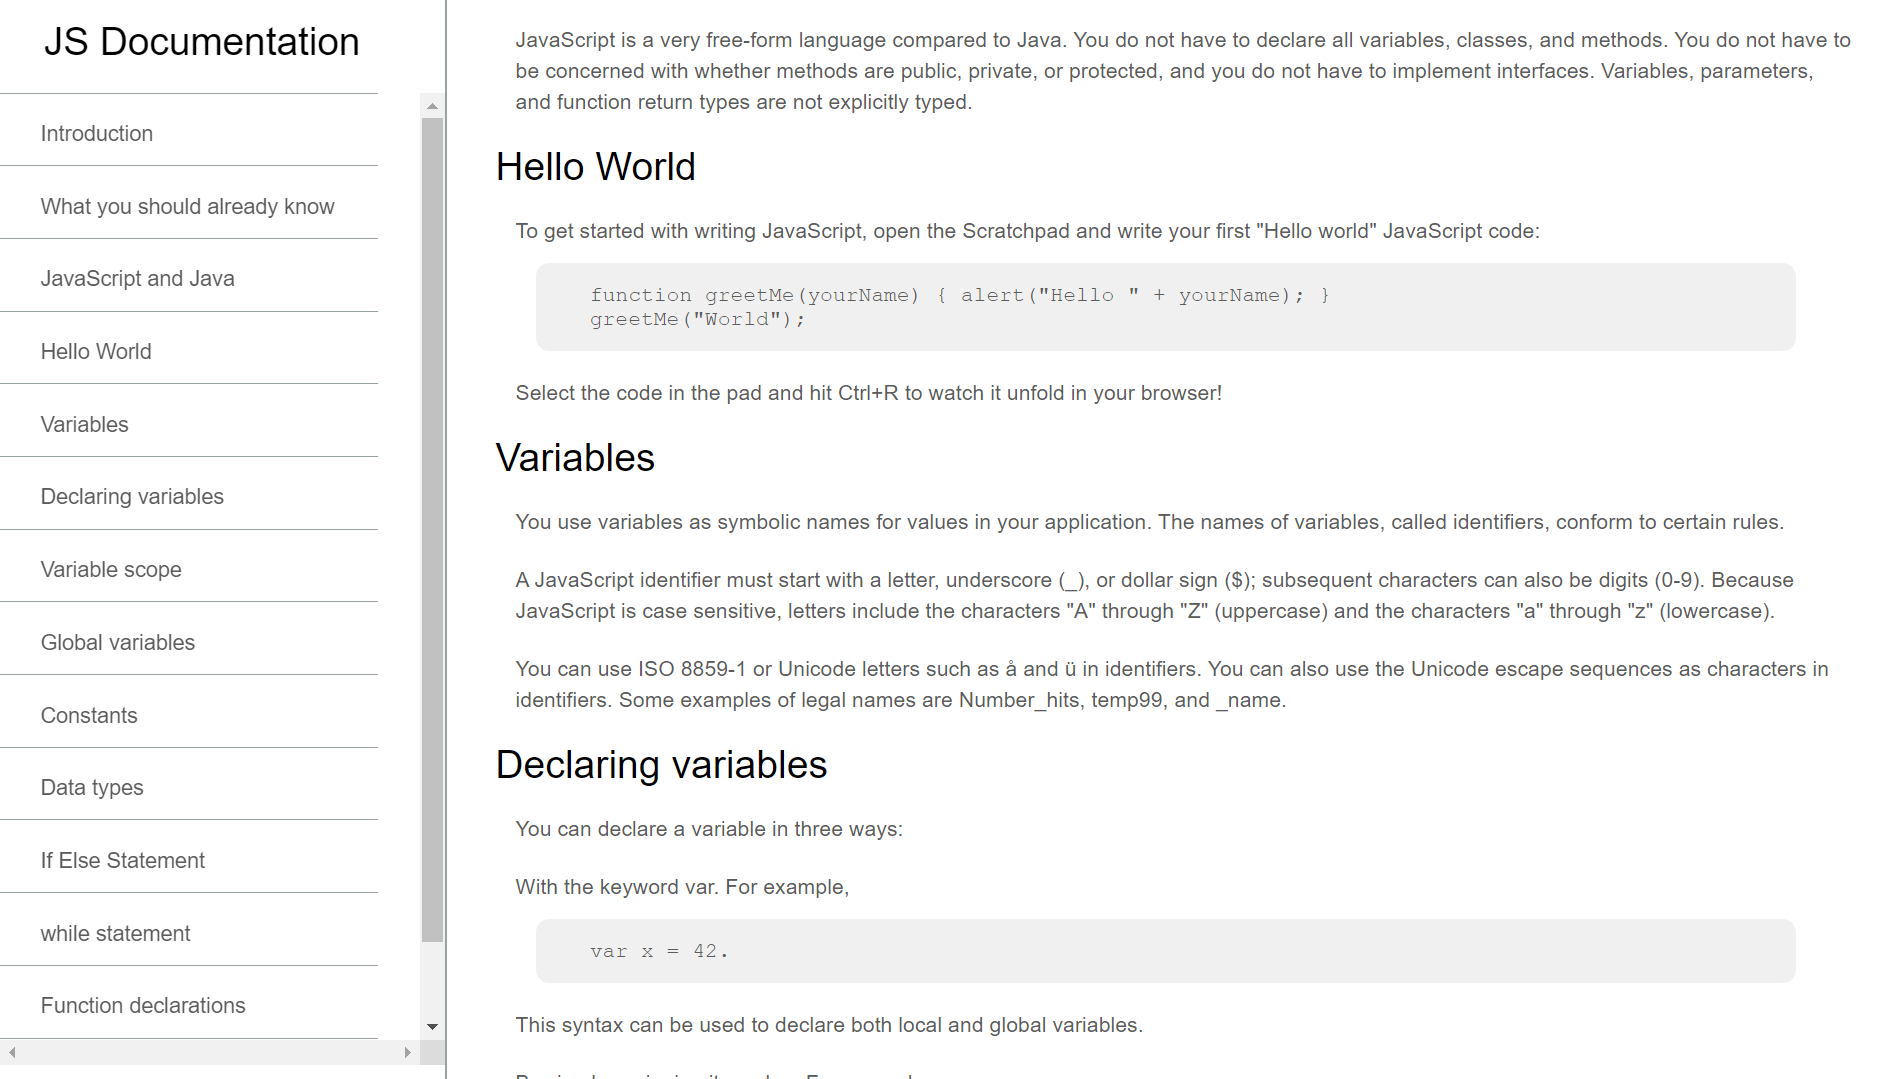 JS Documentation
Introduction
What you should already know
JavaScript and Java
Hello World
Variables
Declaring variables
Variable scope
Global variables
Constants
Data types
If Else Statement
while statement
Function declarations
JavaScript is a very free-form language compared to Java. You do not have to declare all variables, classes, and methods. You do not have to
be concerned with whether methods are public, private, or protected, and you do not have to implement interfaces. Variables, parameters,
and function return types are not explicitly typed.
Hello World
To get started with writing JavaScript, open the Scratchpad and write your first "Hello world" JavaScript code:
function greetMe(yourName) { alert("Hello " + yourName); }
greetMe("World");
Select the code in the pad and hit Ctrl+R to watch it unfold in your browser!
Variables
You use variables as symbolic names for values in your application. The names of variables, called identifiers, conform to certain rules.
A JavaScript identifier must start with a letter, underscore (_), or dollar sign ($); subsequent characters can also be digits (0-9). Because
JavaScript is case sensitive, letters include the characters "A" through "Z" (uppercase) and the characters "a" through "z" (lowercase).
You can use ISO 8859-1 or Unicode letters such as å and ü in identifiers. You can also use the Unicode escape sequences as characters in
identifiers. Some examples of legal names are Number_hits, temp99, and _name.
Declaring variables
You can declare a variable in three ways:
With the keyword var. For example,
var x = 42.
This syntax can be used to declare both local and global variables.